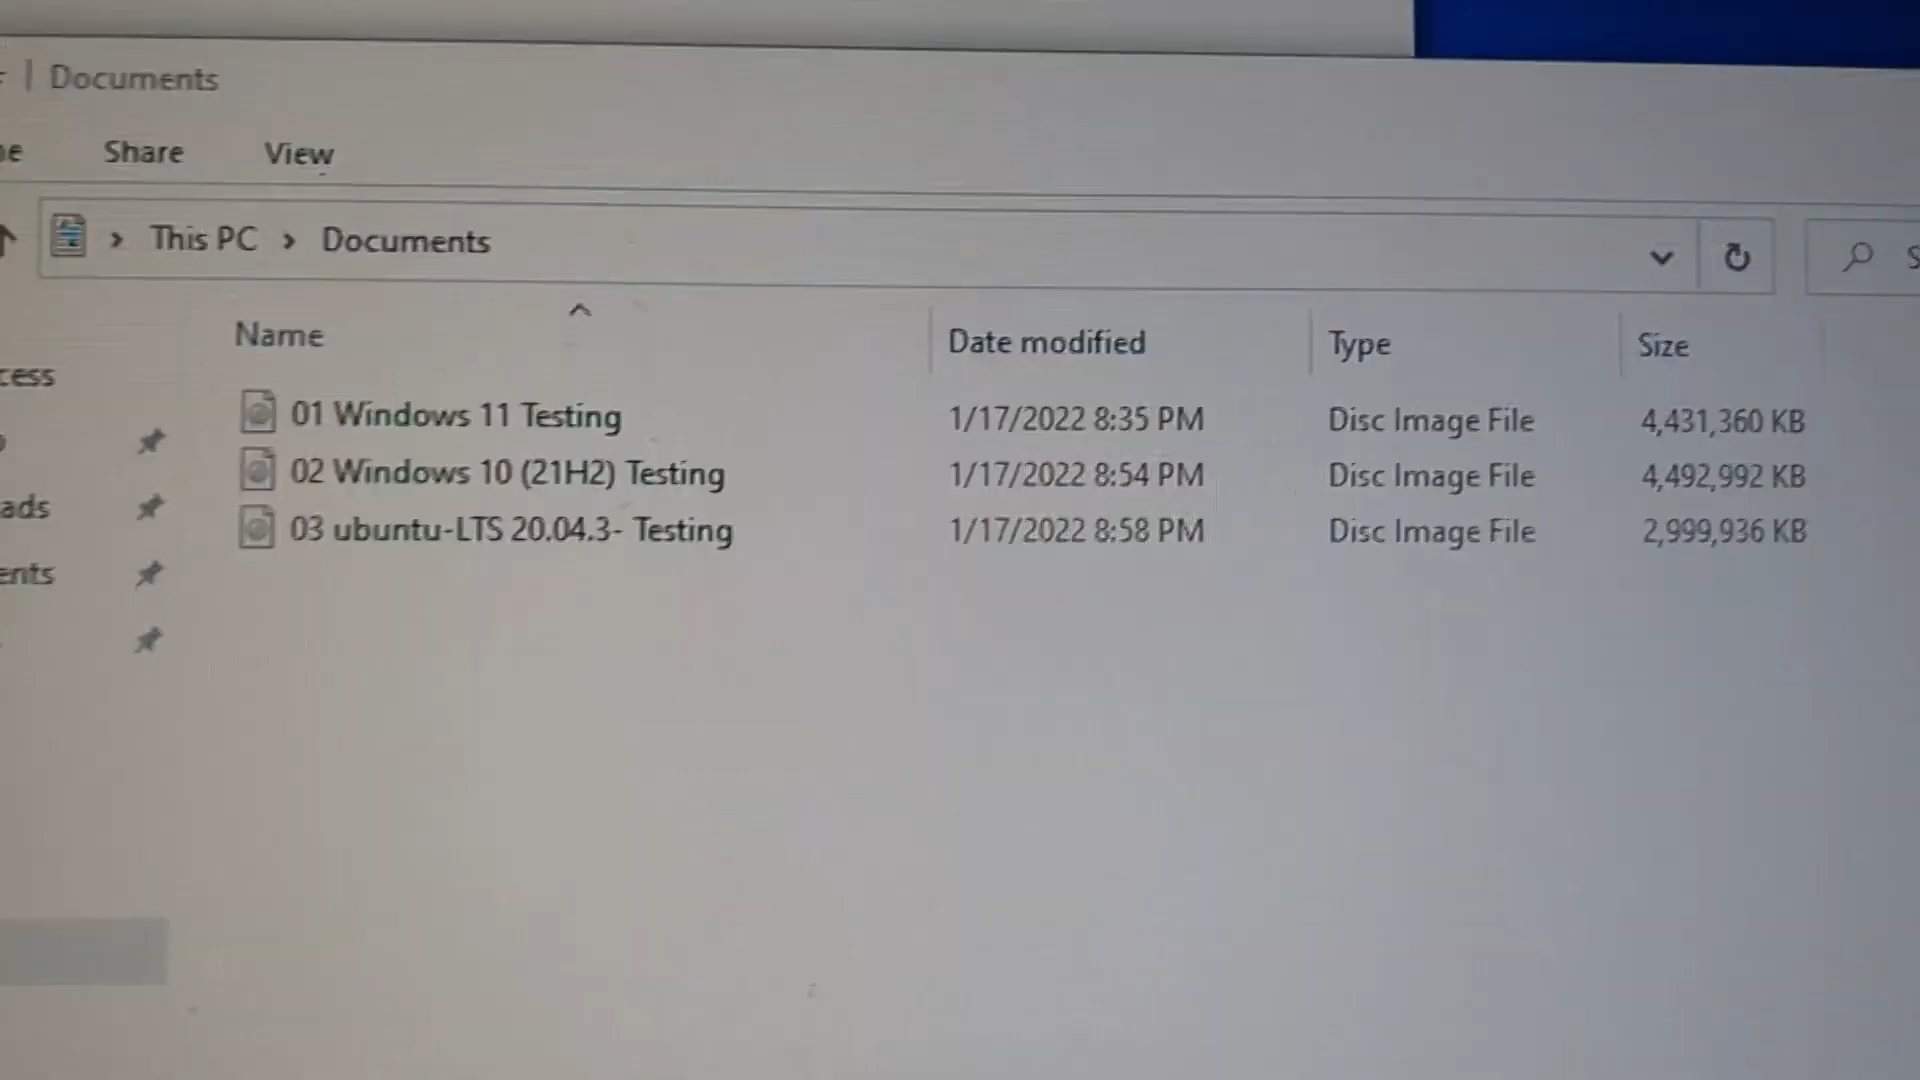 | Documents
Share View
This PC > Documents
Name Date modified Type Size
01 Windows 11 Testing 1/17/2022 8:35 PM Disc Image File 4,431,360 KB
02 Windows 10 (21H2) Testing 1/17/2022 8:54 PM Disc Image File 4,492,992 KB
03 ubuntu-LTS 20.04.3- Testing 1/17/2022 8:58 PM Disc Image File 2,999,936 KB
cess
ads
ents